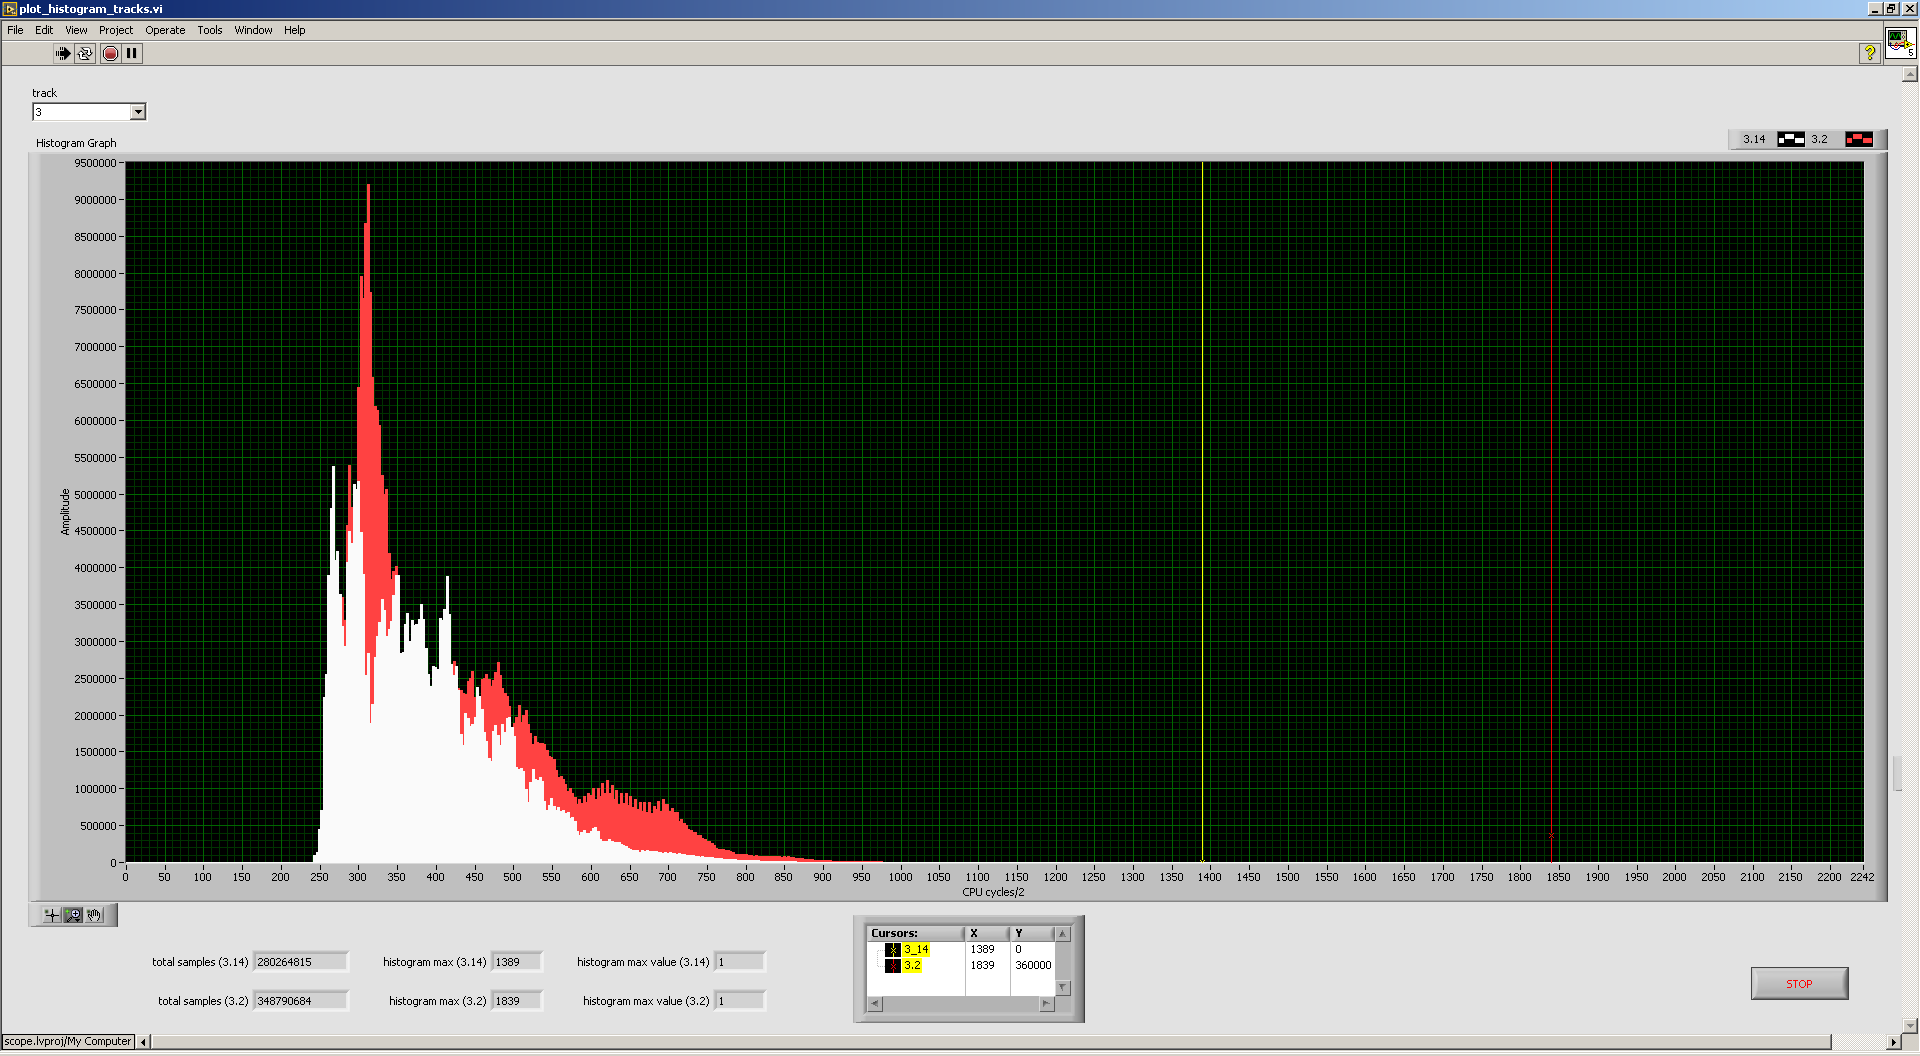 plot_histogram_tracks.vi
File Edit View Project Operate Tools Window Help
5
track
3
Histogram Graph
3.14 3.2
9500000
9000000
8500000
8000000
7500000
7000000
6500000
6000000
5500000
5000000
4500000
4000000
3500000
3000000
2500000
2000000
1500000
1000000
500000
0
Amplitude
0 50 100 150 200 250 300 350 400 450 500 550 600 650 700 750 800 850 900 950 1000 1050 1100 1150 1200 1250 1300 1350 1400 1450 1500 1550 1600 1650 1700 1750 1800 1850 1900 1950 2000 2050 2100 2150 2200 2242
CPU cycles/2
Cursors: X Y
3_14 1389 0
3.2 1839 360000
total samples (3.14) 280264815 histogram max (3.14) 1389 histogram max value (3.14) 1
total samples (3.2) 348790684 histogram max (3.2) 1839 histogram max value (3.2) 1
STOP
scope.lvproj/My Computer